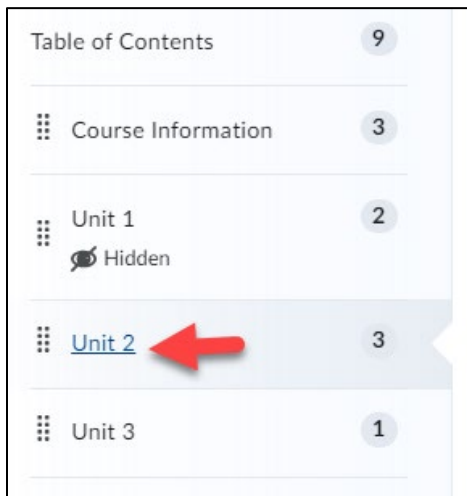 Table of Contents 9
Course Information 3
Unit 1 2
Hidden
Unit 2 3
Unit 3 1